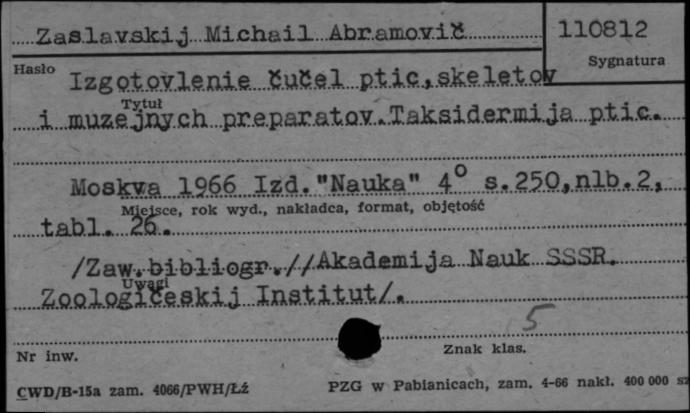 Zaslavskij Michail Abramovič
110812
Hasło
Sygnatura
Izgotovlenie čučel ptic, skeletov
Tytuł
i muzejnych preparatov. Taksidermija ptic.
Moskva 1966 Izd. "Nauka" 4° s. 250, nlb. 2,
Miejsce, rok wyd., nakładca, format, objętość
tabl. 26.
/Zaw. bibliogr.//Akademija Nauk SSSR.
Uwagi
Zoologičeskij Institut/.
5
Nr inw.
Znak klas.
CWD/B-15a zam. 4066/PWH/Łź
PZG w Pabianicach, zam. 4-66 nakł. 400 000 sz